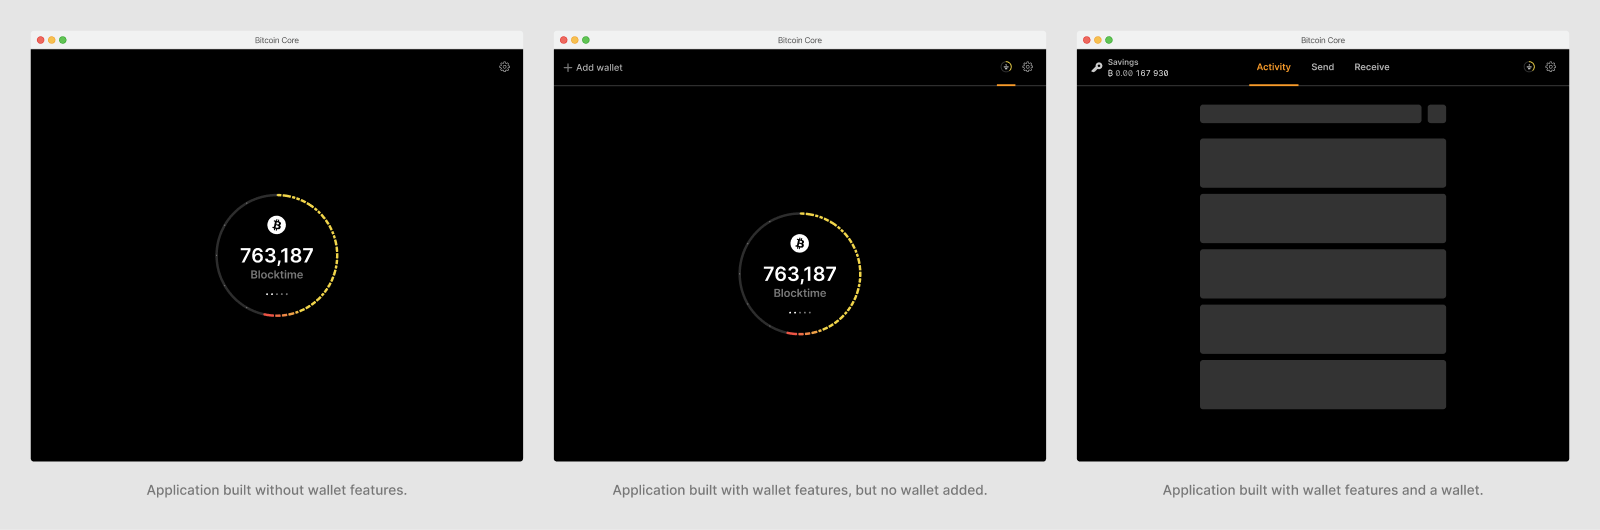 Bitcoin Core
763,187
Blocktime
Application built without wallet features.
Bitcoin Core
Add wallet
763,187
Blocktime
Application built with wallet features, but no wallet added.
Bitcoin Core
Savings
₿ 0.00 167 930
Activity
Send
Receive
Application built with wallet features and a wallet.